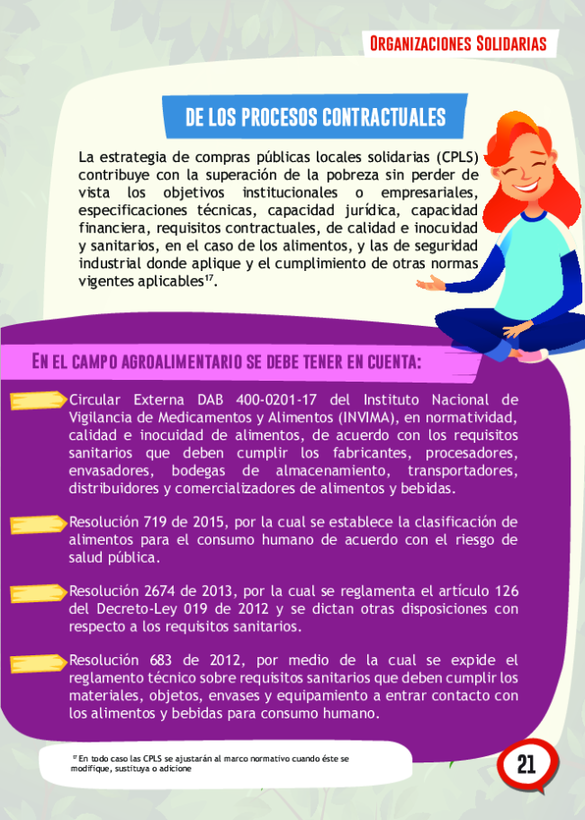 ORGANIZACIONES SOLIDARIAS
DE LOS PROCESOS CONTRACTUALES
La estrategia de compras públicas locales solidarias (CPLS)
contribuye con la superación de la pobreza sin perder de
vista los objetivos institucionales o empresariales,
especificaciones técnicas, capacidad jurídica, capacidad
financiera, requisitos contractuales, de calidad e inocuidad
y sanitarios, en el caso de los alimentos, y las de seguridad
industrial donde aplique y el cumplimiento de otras normas
vigentes aplicables¹⁷.
EN EL CAMPO AGROALIMENTARIO SE DEBE TENER EN CUENTA:
Circular Externa DAB 400-0201-17 del Instituto Nacional de
Vigilancia de Medicamentos y Alimentos (INVIMA), en normatividad,
calidad e inocuidad de alimentos, de acuerdo con los requisitos
sanitarios que deben cumplir los fabricantes, procesadores,
envasadores, bodegas de almacenamiento, transportadores,
distribuidores y comercializadores de alimentos y bebidas.
Resolución 719 de 2015, por la cual se establece la clasificación de
alimentos para el consumo humano de acuerdo con el riesgo de
salud pública.
Resolución 2674 de 2013, por la cual se reglamenta el artículo 126
del Decreto-Ley 019 de 2012 y se dictan otras disposiciones con
respecto a los requisitos sanitarios.
Resolución 683 de 2012, por medio de la cual se expide el
reglamento técnico sobre requisitos sanitarios que deben cumplir los
materiales, objetos, envases y equipamiento a entrar contacto con
los alimentos y bebidas para consumo humano.
¹⁷ En todo caso las CPLS se ajustarán al marco normativo cuando éste se
modifique, sustituya o adicione
21